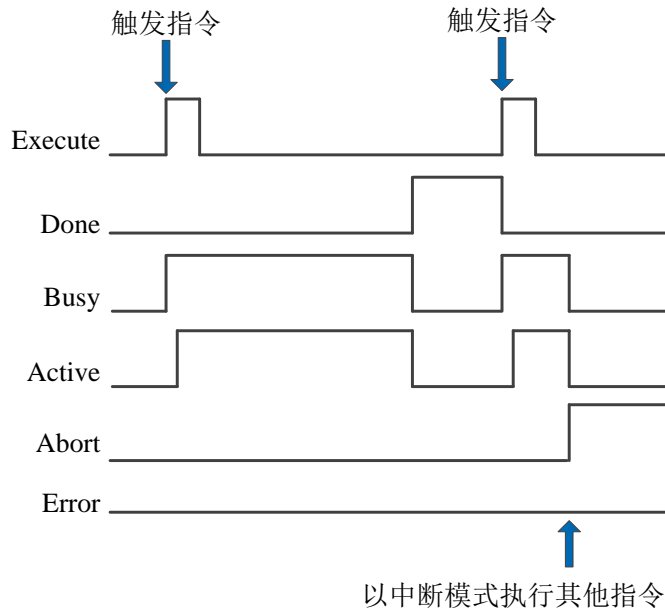 触发指令 触发指令
Execute
Done
Busy
Active
Abort
Error
以中断模式执行其他指令